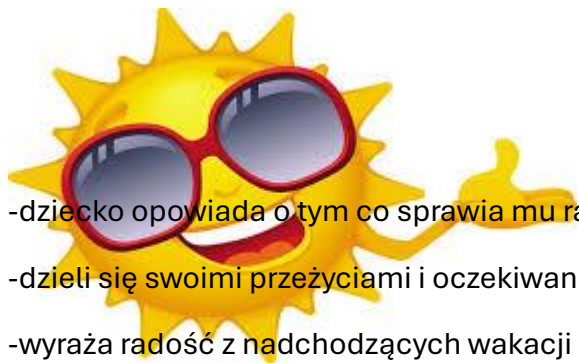 -dziecko opowiada o tym co sprawia mu
-dzieli się swoimi przeżyciami i
-wyraża radość z nadchodzących wakacji